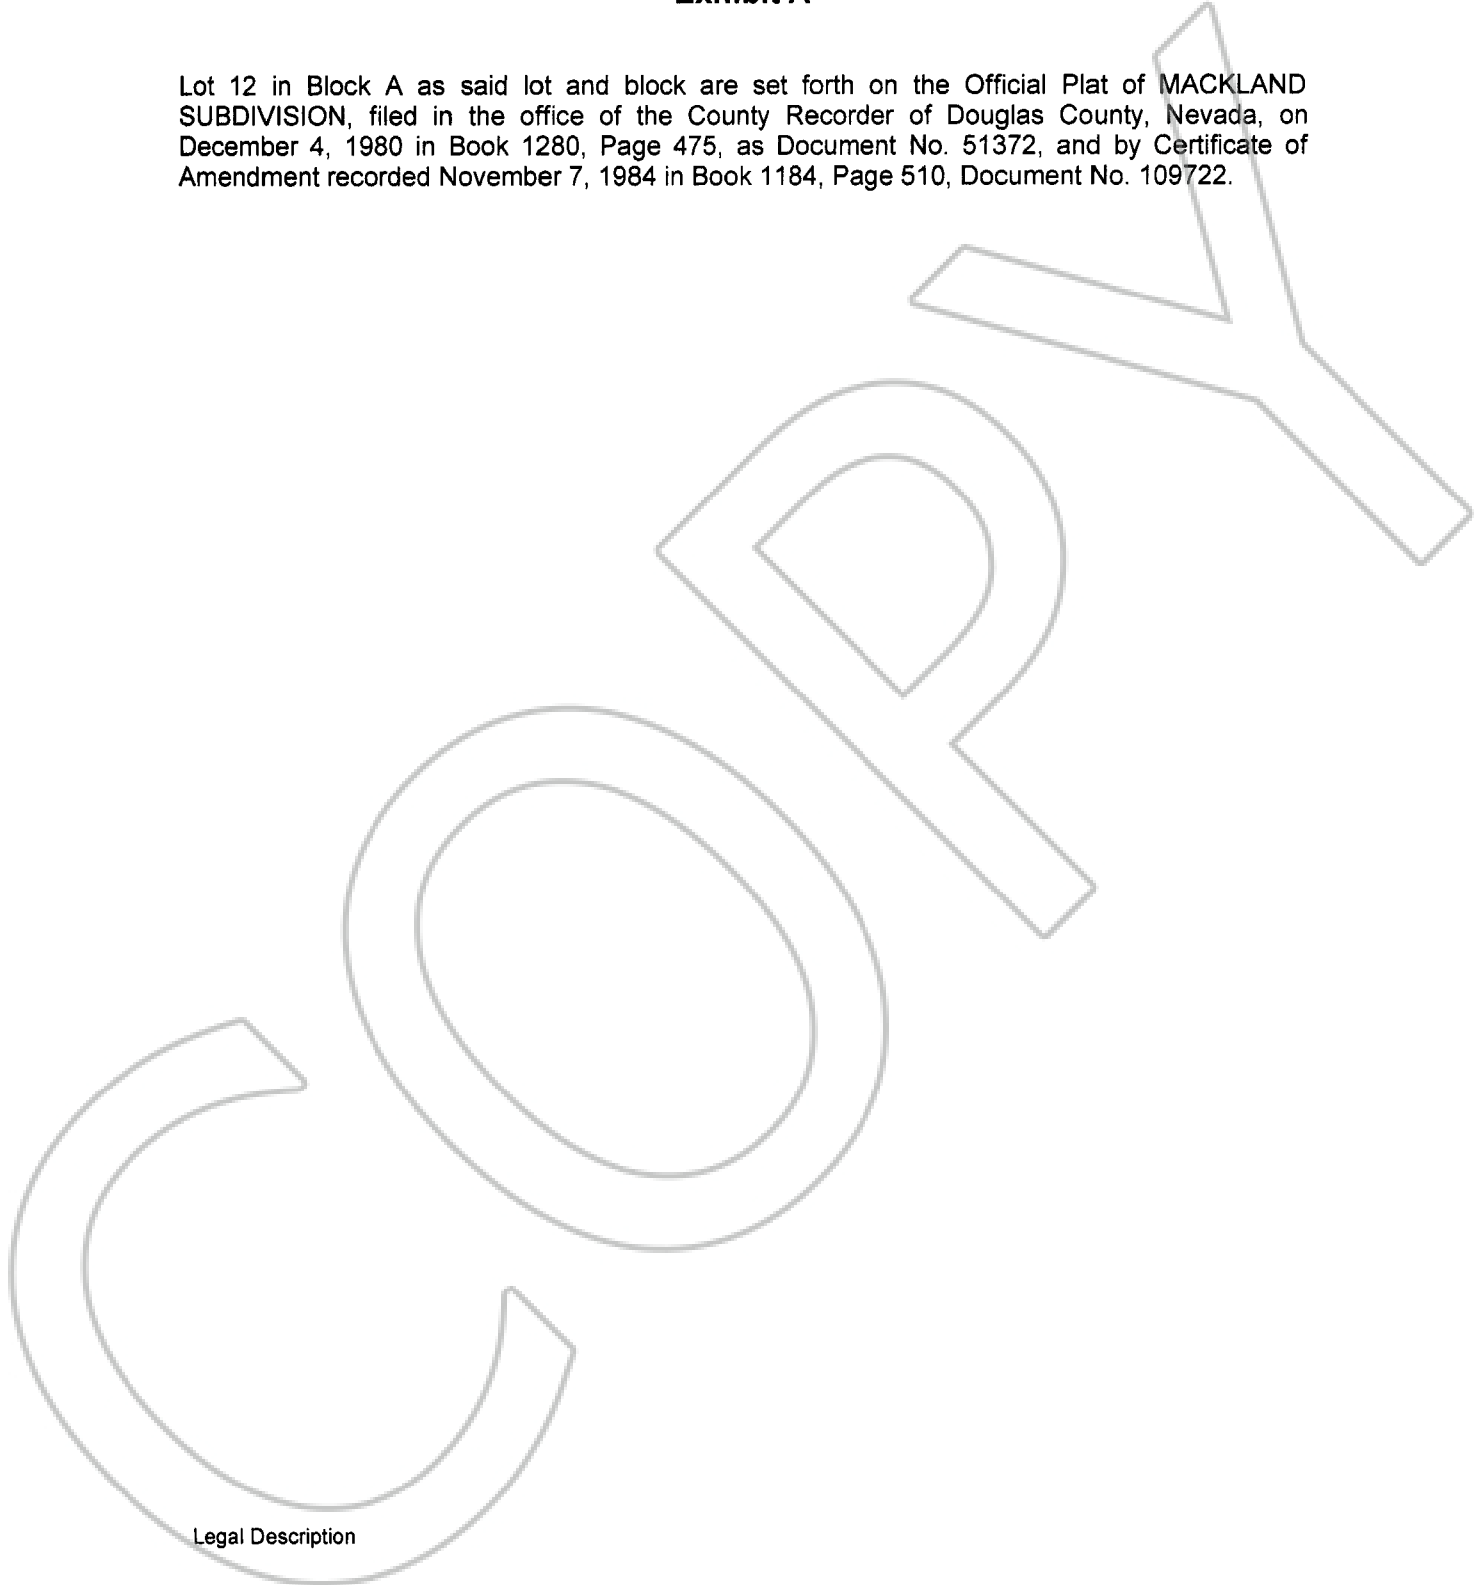 Exhibit A
Lot 12 in Block A as said lot and block are set forth on the Official Plat of MACKLAND
SUBDIVISION, filed in the office of the County Recorder of Douglas County, Nevada, on
December 4, 1980 in Book 1280, Page 475, as Document No. 51372, and by Certificate of
Amendment recorded November 7, 1984 in Book 1184, Page 510, Document No. 109722.
COPY
Legal Description